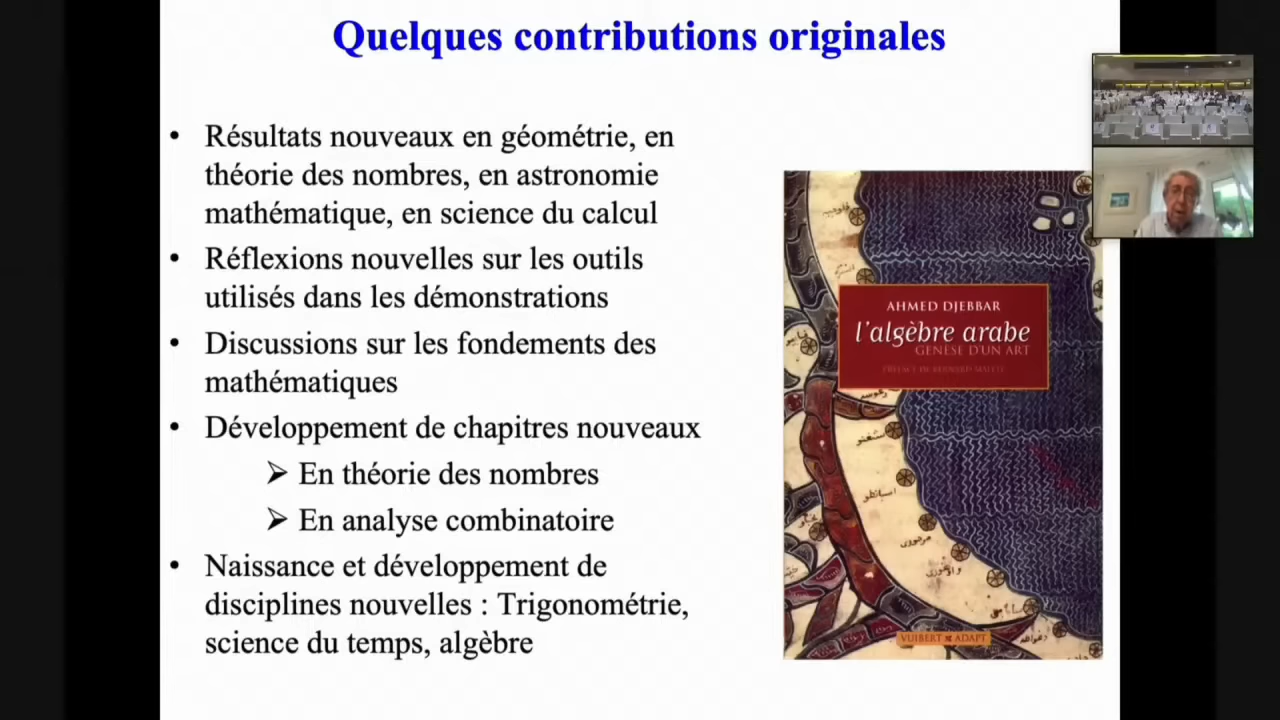 Quelques contributions originales
• Résultats nouveaux en géométrie, en
théorie des nombres, en astronomie
mathématique, en science du calcul
• Réflexions nouvelles sur les outils
utilisés dans les démonstrations
• Discussions sur les fondements des
mathématiques
• Développement de chapitres nouveaux
➢ En théorie des nombres
➢ En analyse combinatoire
• Naissance et développement de
disciplines nouvelles : Trigonométrie,
science du temps, algèbre
AHMED DJEBBAR
l'algèbre arabe
GENÈSE D'UN ART
PRÉFACE DE BERNARD
VUIBERT ADAPT